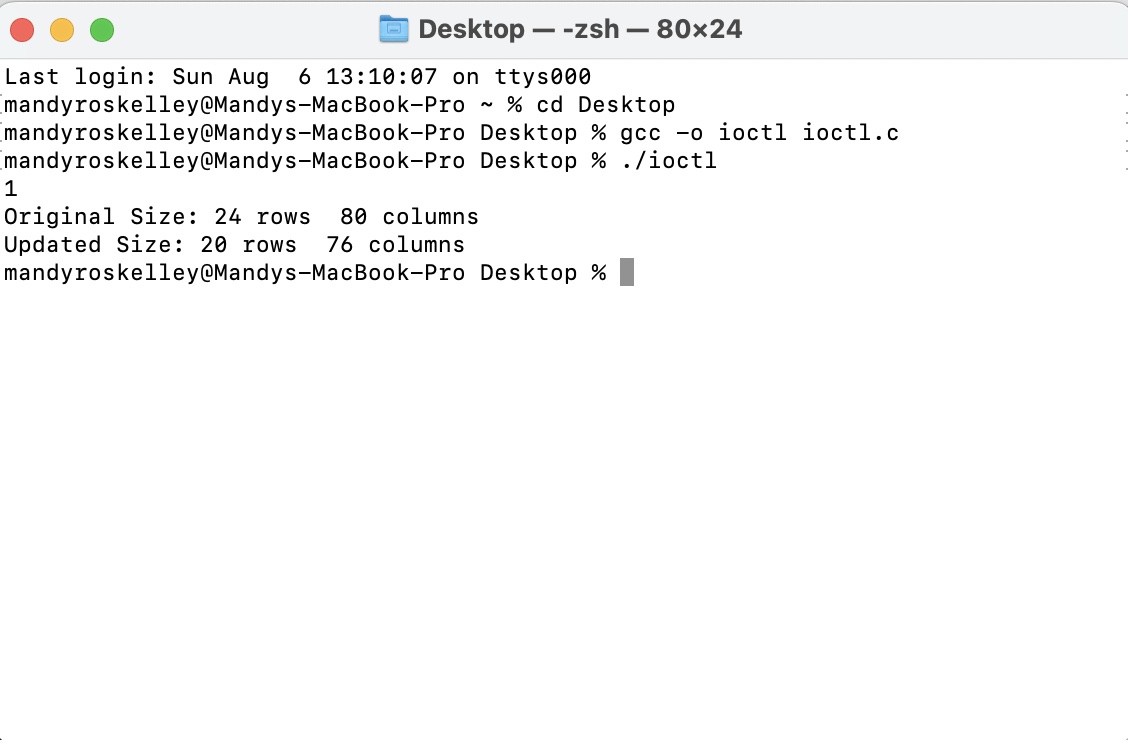 Desktop — -zsh — 80×24
Last login: Sun Aug  6 13:10:07 on ttys000
mandyroskelley@Mandys-MacBook-Pro ~ % cd Desktop
mandyroskelley@Mandys-MacBook-Pro Desktop % gcc -o ioctl ioctl.c
mandyroskelley@Mandys-MacBook-Pro Desktop % ./ioctl
1
Original Size: 24 rows  80 columns
Updated Size: 20 rows  76 columns
mandyroskelley@Mandys-MacBook-Pro Desktop %